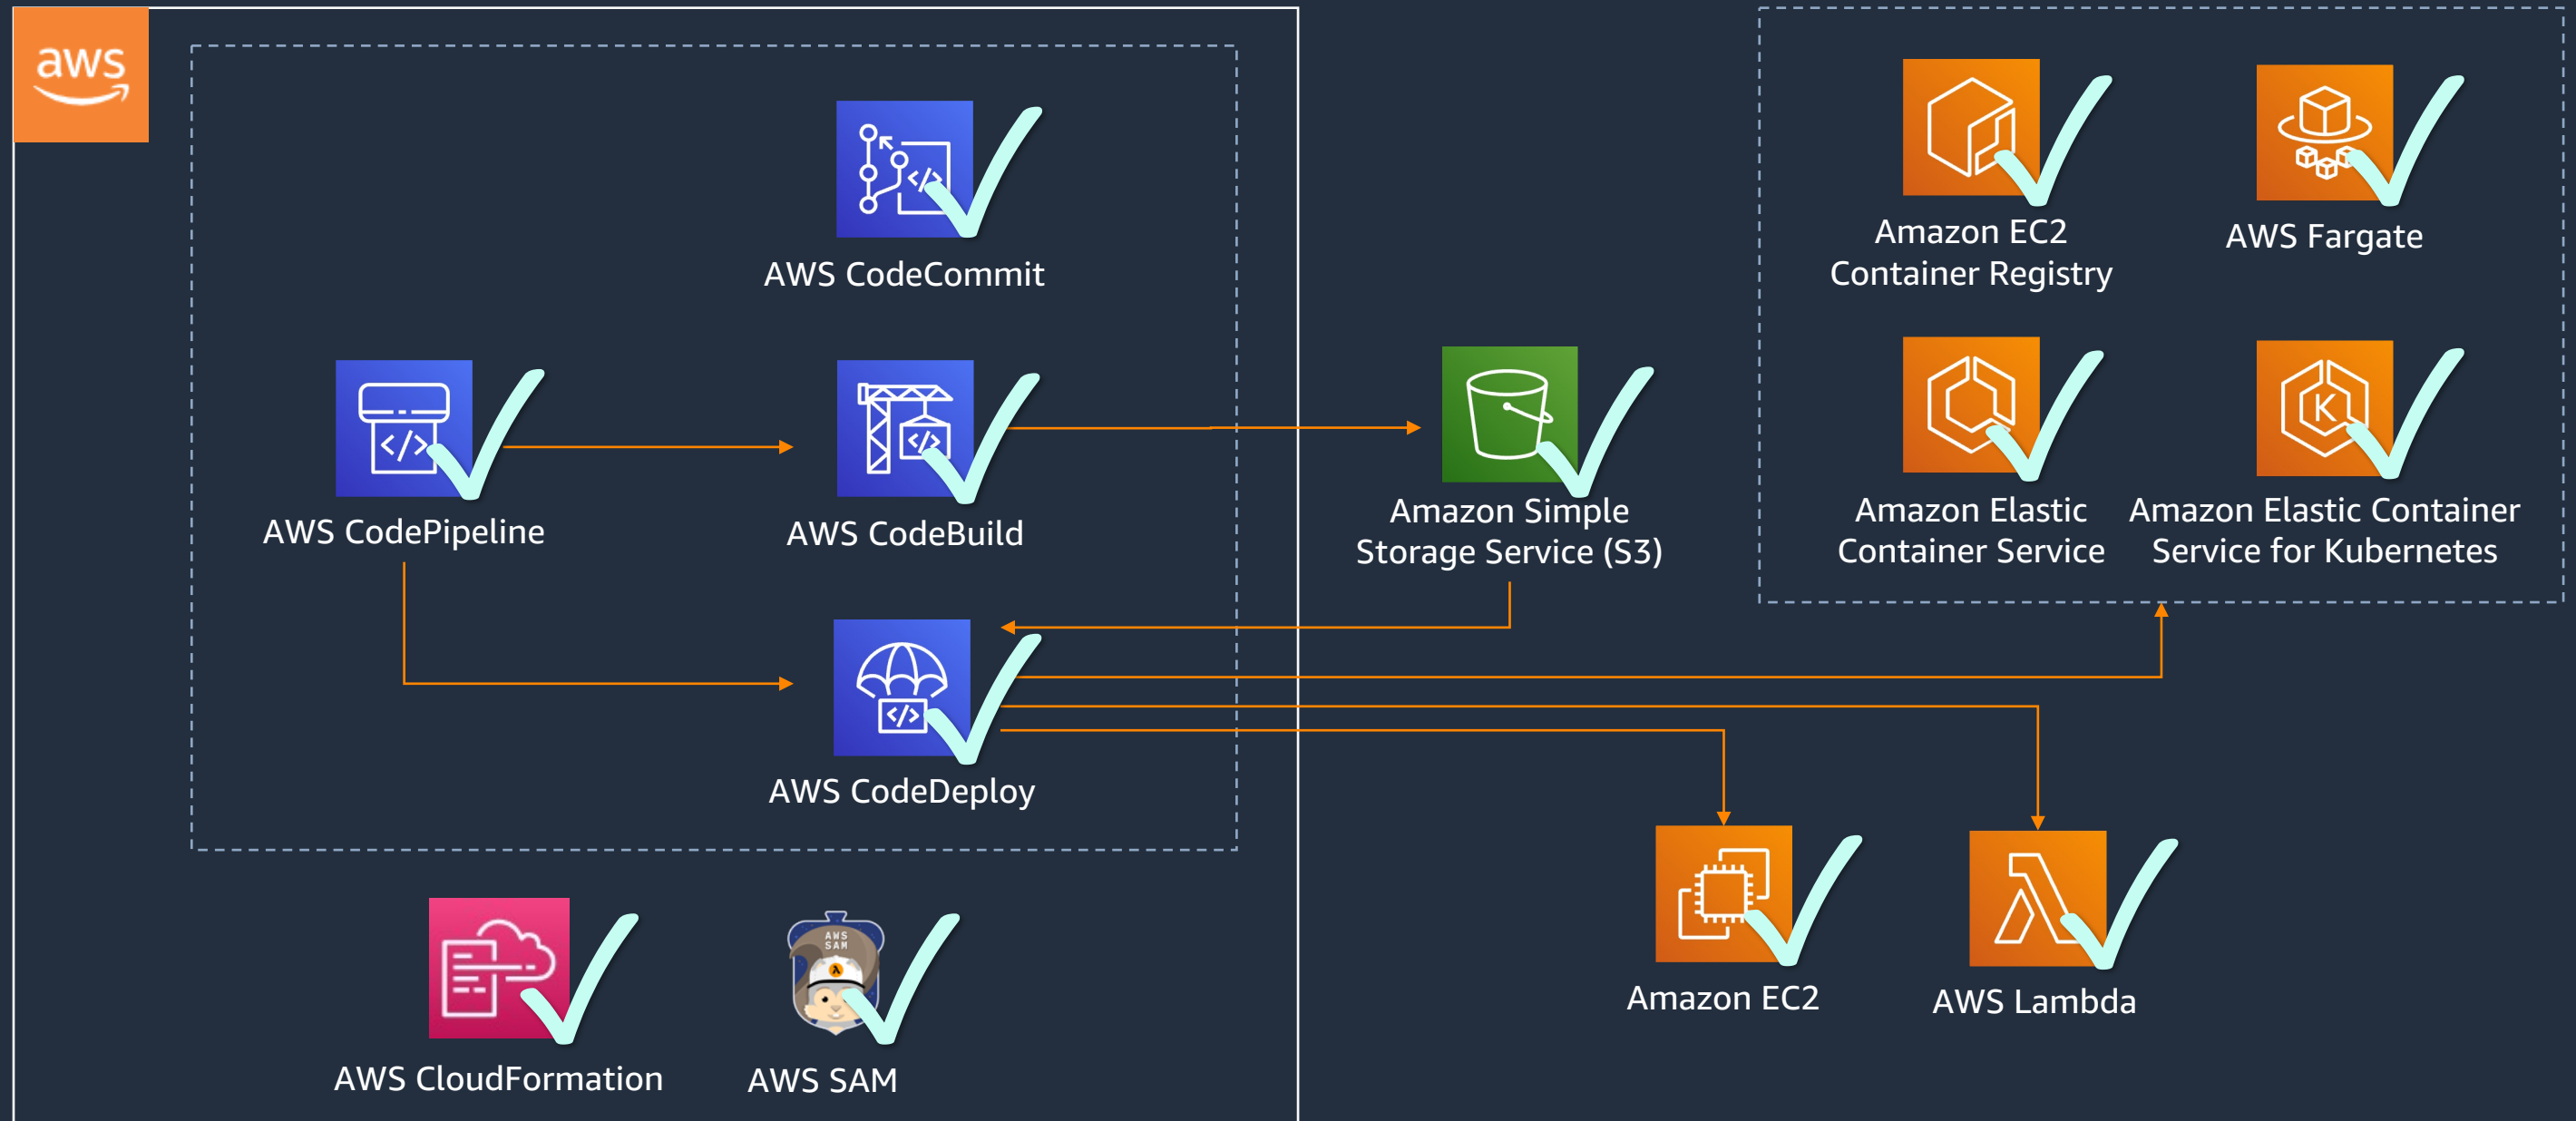 aws
AWS CodeCommit
</>
AWS CodePipeline
</>
AWS CodeBuild
</>
AWS CodeDeploy
</>
AWS CloudFormation
AWS
SAM
AWS SAM
Amazon Simple
Storage Service (S3)
Amazon EC2
Container Registry
AWS Fargate
Amazon Elastic
Container Service
K
Amazon Elastic Container
Service for Kubernetes
Amazon EC2
AWS Lambda